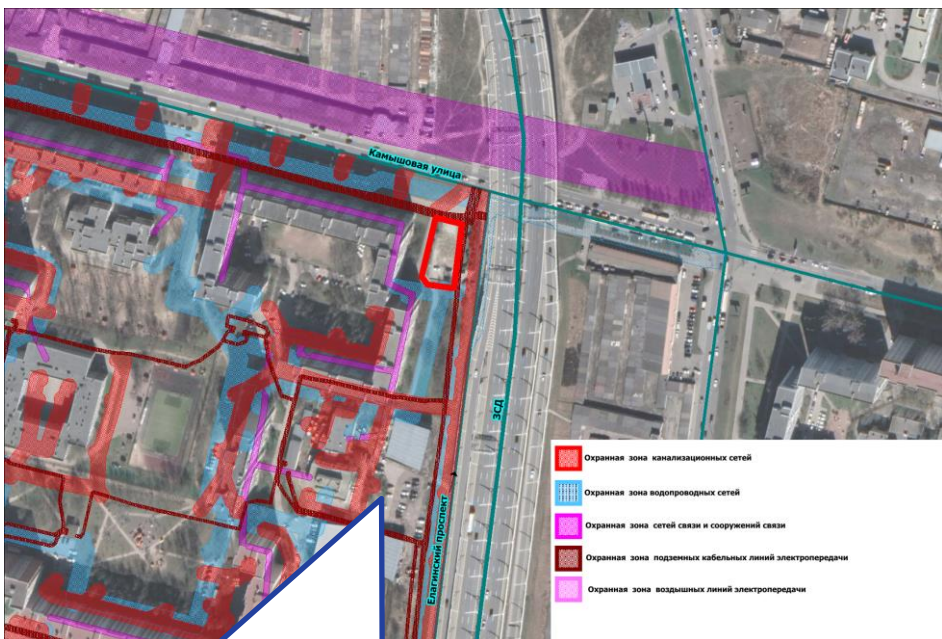 Камышовая улица
ЗСД
Елагинский проспект
Охранная зона канализационных сетей
Охранная зона водопроводных сетей
Охранная зона сетей связи и сооружений связи
Охранная зона подземных кабельных линий электропередачи
Охранная зона воздышных линий электропередачи